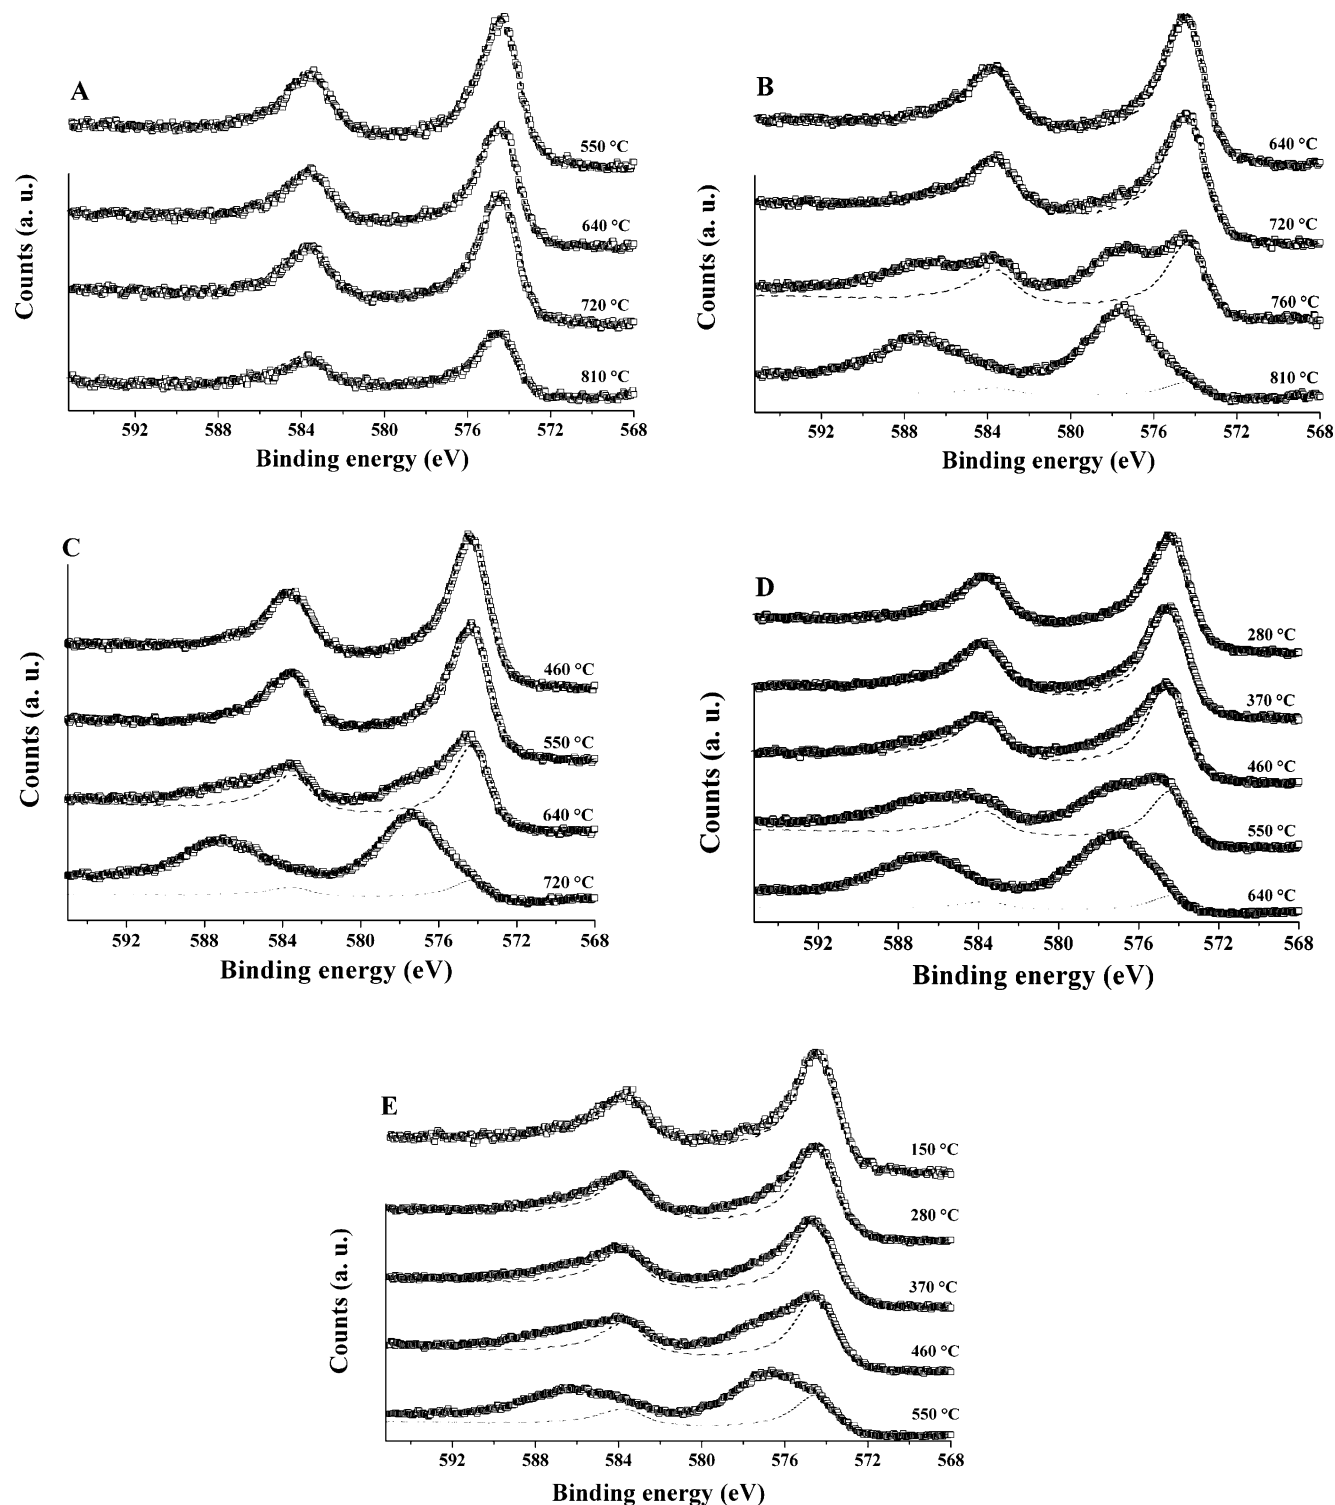 A
550 °C
640 °C
720 °C
810 °C
Counts (a. u.)
592 588 584 580 576 572 568
Binding energy (eV)
B
640 °C
720 °C
760 °C
810 °C
Counts (a. u.)
592 588 584 580 576 572 568
Binding energy (eV)
C
460 °C
550 °C
640 °C
720 °C
Counts (a. u.)
592 588 584 580 576 572 568
Binding energy (eV)
D
280 °C
370 °C
460 °C
550 °C
640 °C
Counts (a. u.)
592 588 584 580 576 572 568
Binding energy (eV)
E
150 °C
280 °C
370 °C
460 °C
550 °C
Counts (a. u.)
592 588 584 580 576 572 568
Binding energy (eV)